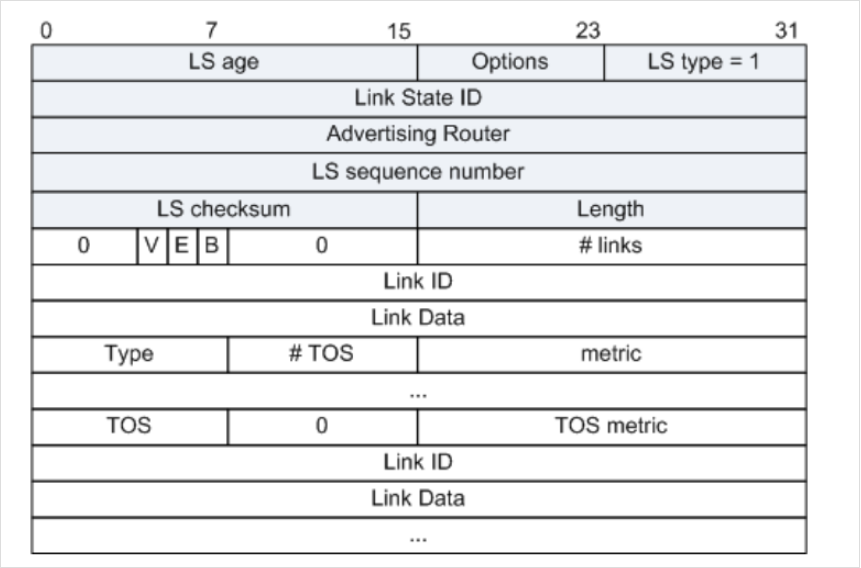 0 7 15 23 31
LS age Options LS type = 1
Link State ID
Advertising Router
LS sequence number
LS checksum Length
0 V E B 0 # links
Link ID
Link Data
Type # TOS metric
...
TOS 0 TOS metric
Link ID
Link Data
...